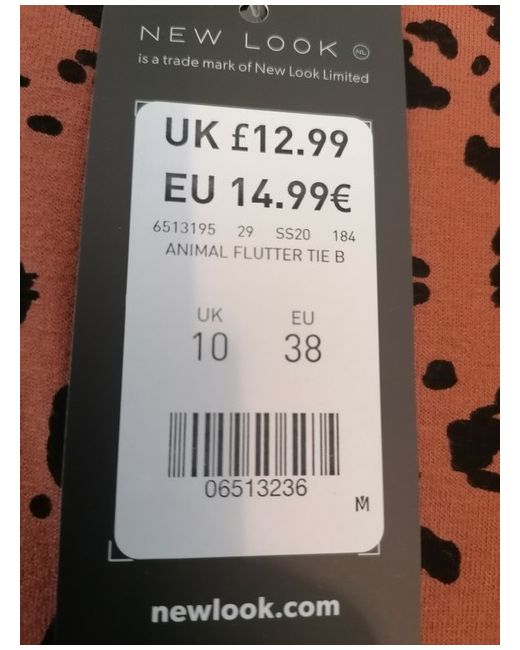 NEW LOOK NL
is a trade mark of New Look Limited
UK £12.99
EU 14.99€
6513195 29 SS20 184
ANIMAL FLUTTER TIE B
UK EU
10 38
06513236
M
newlook.com